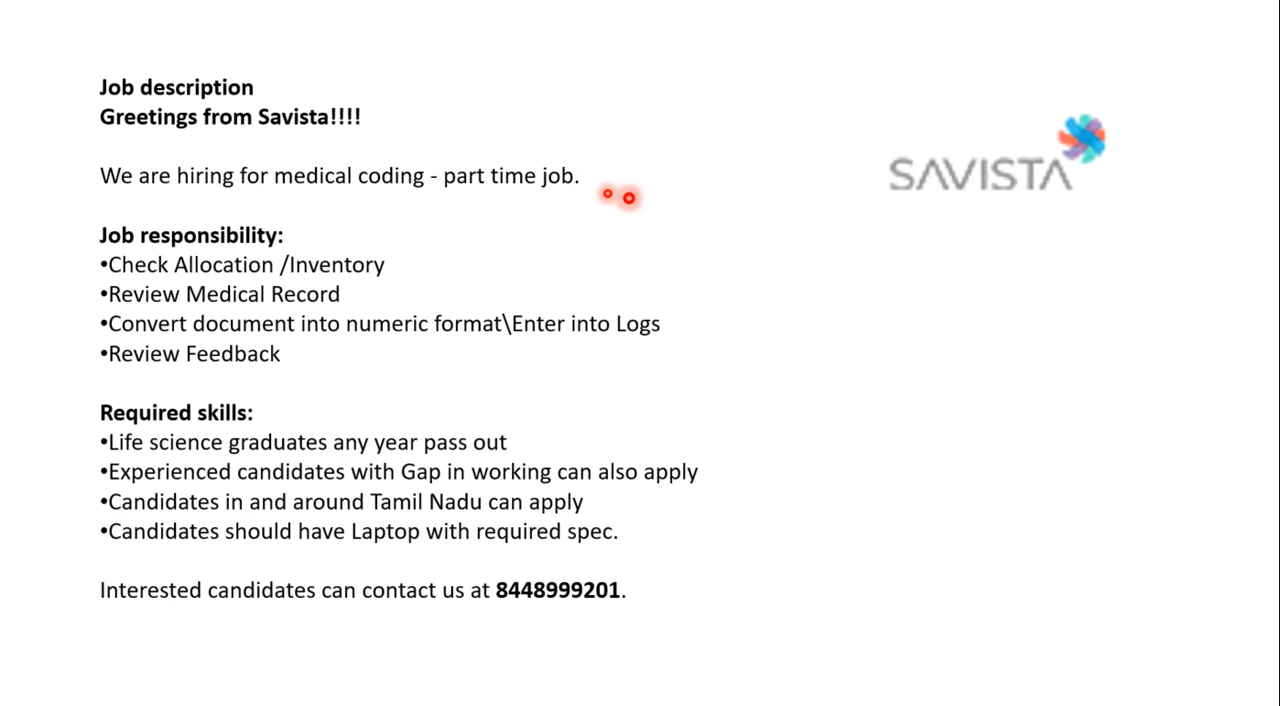 Job description
Greetings from Savista!!!!
We are hiring for medical coding - part time job.
SAVISTA
Job responsibility:
•Check Allocation /Inventory
•Review Medical Record
•Convert document into numeric format\Enter into Logs
•Review Feedback
Required skills:
•Life science graduates any year pass out
•Experienced candidates with Gap in working can also apply
•Candidates in and around Tamil Nadu can apply
•Candidates should have Laptop with required spec.
Interested candidates can contact us at 8448999201.